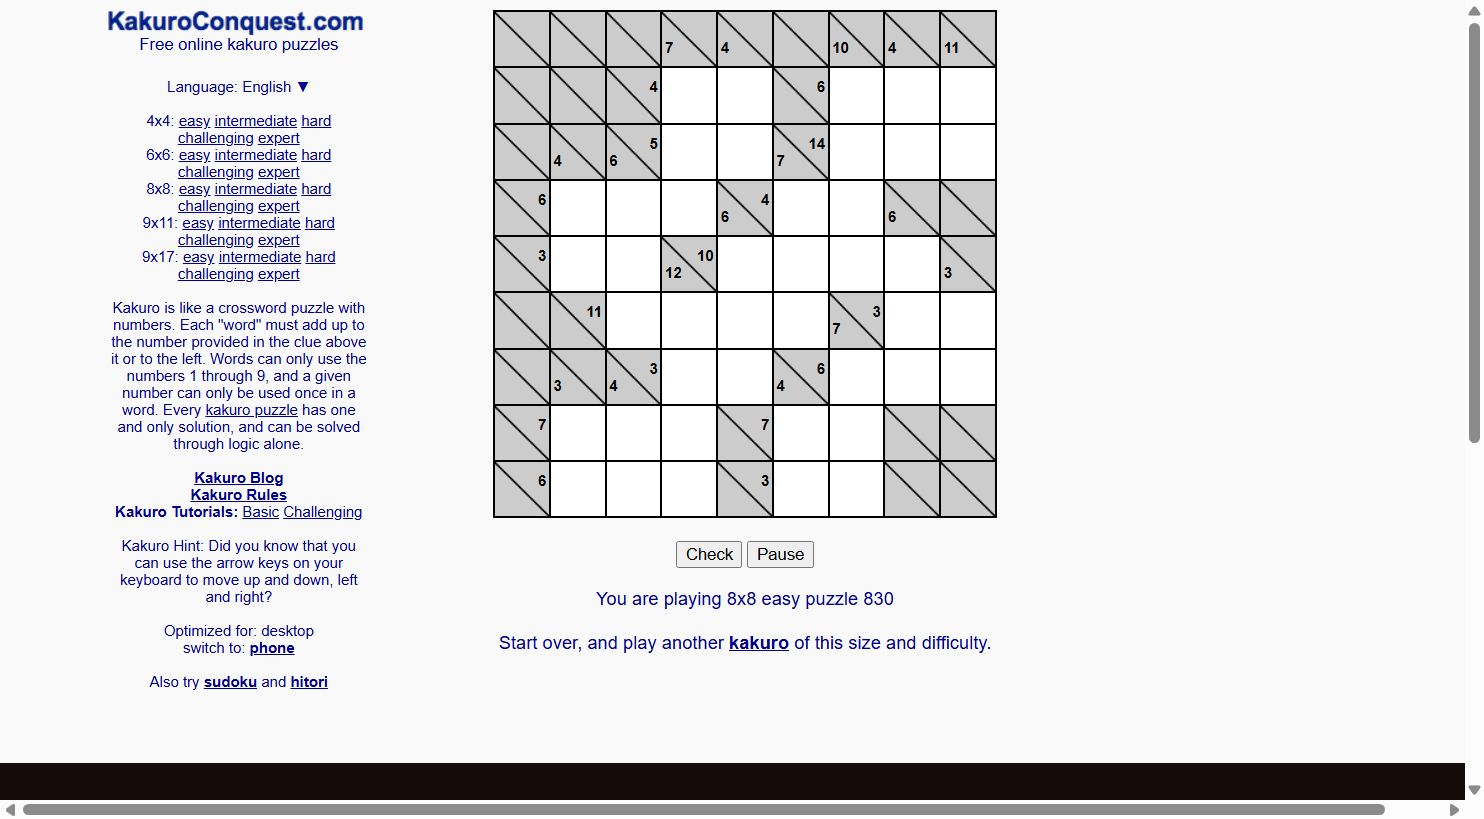 KakuroConquest.com
Free online kakuro puzzles
Language: English ▼
4x4: easy intermediate hard
challenging expert
6x6: easy intermediate hard
challenging expert
8x8: easy intermediate hard
challenging expert
9x11: easy intermediate hard
challenging expert
9x17: easy intermediate hard
challenging expert
Kakuro is like a crossword puzzle with
numbers. Each "word" must add up to
the number provided in the clue above
it or to the left. Words can only use the
numbers 1 through 9, and a given
number can only be used once in a
word. Every kakuro puzzle has one
and only solution, and can be solved
through logic alone.
Kakuro Blog
Kakuro Rules
Kakuro Tutorials: Basic Challenging
Kakuro Hint: Did you know that you
can use the arrow keys on your
keyboard to move up and down, left
and right?
Optimized for: desktop
switch to: phone
Also try sudoku and hitori
7 4 10 4 11
4 6
4 6 5 7 14
6 6 4 6
3 12 10 3
11 7 3
3 4 3 4 6
7 7
6 3
Check Pause
You are playing 8x8 easy puzzle 830
Start over, and play another kakuro of this size and difficulty.